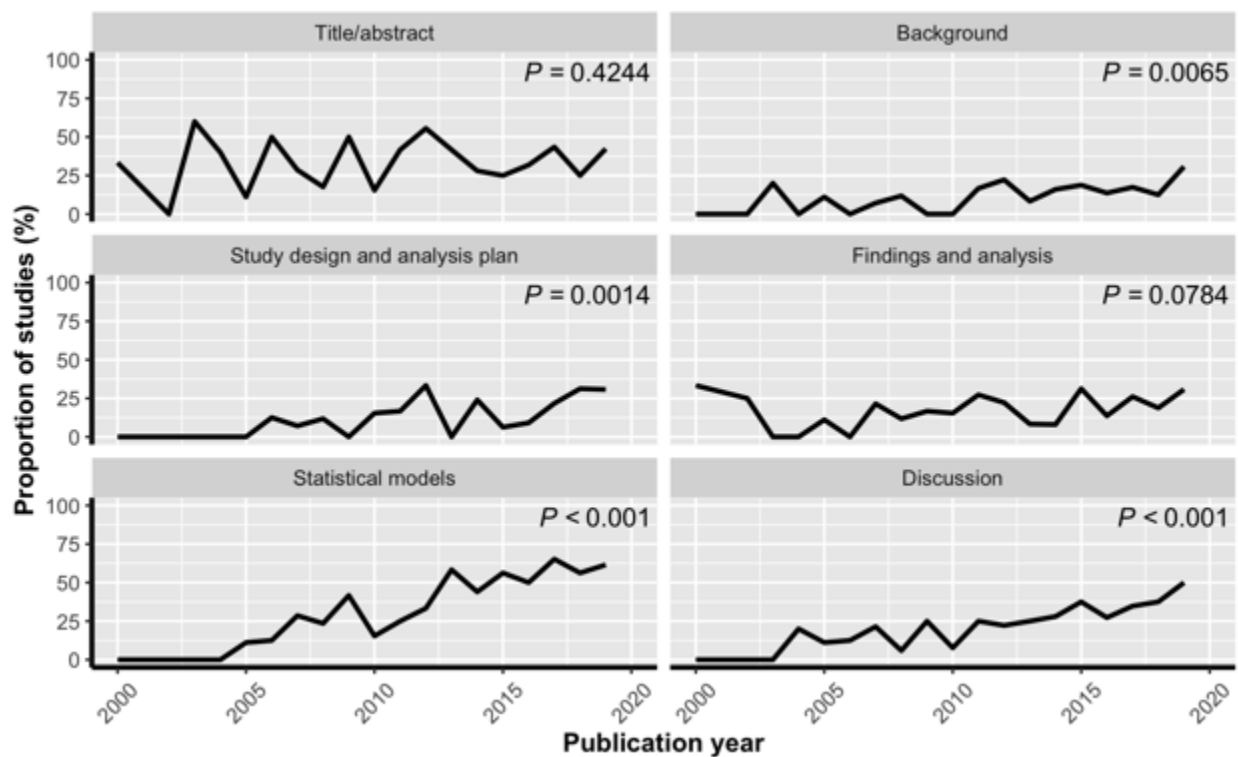 Title/abstract
Background
100
75
50
25
0
P = 0.4244
P = 0.0065
Study design and analysis plan
Findings and analysis
100
75
50
25
0
P = 0.0014
P = 0.0784
Statistical models
Discussion
100
75
50
25
0
P < 0.001
P < 0.001
Proportion of studies (%)
2000
2005
2010
2015
2020
2000
2005
2010
2015
2020
Publication year